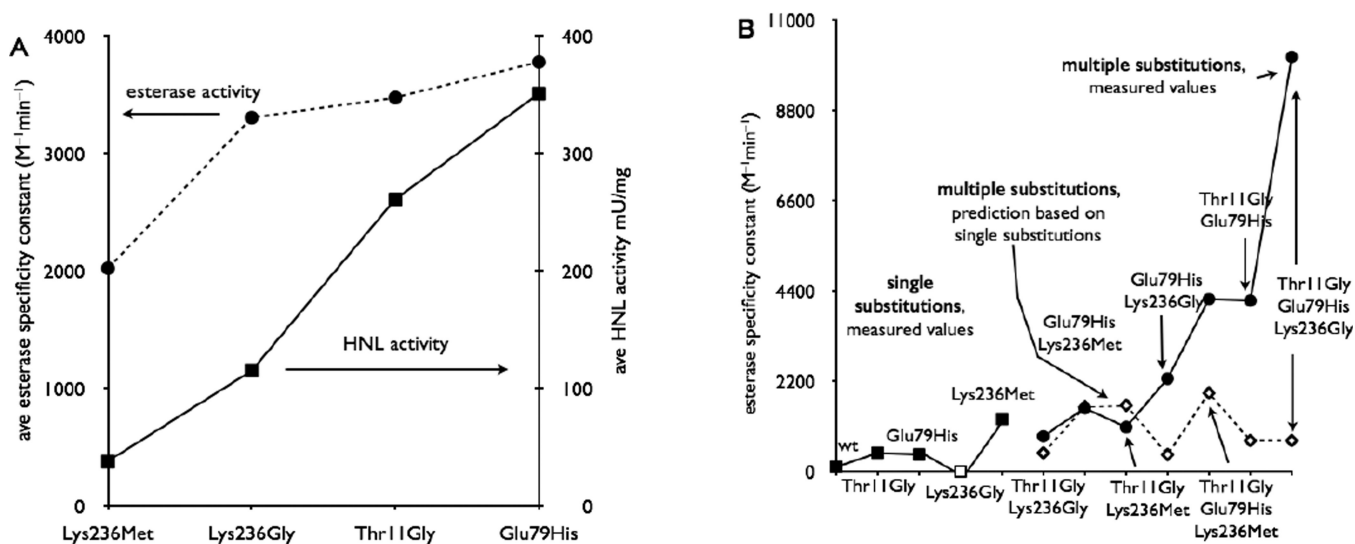 A
4000
3000
2000
1000
0
ave esterase specificity constant (M⁻¹min⁻¹)
esterase activity
HNL activity
400
300
200
100
0
ave HNL activity mU/mg
Lys236Met
Lys236Gly
Thr11Gly
Glu79His
B
11000
8800
6600
4400
2200
0
esterase specificity constant (M⁻¹min⁻¹)
multiple substitutions,
measured values
multiple substitutions,
prediction based on
single substitutions
Thr11Gly
Glu79His
single
substitutions,
measured values
Glu79His
Lys236Gly
Thr11Gly
Glu79His
Lys236Gly
Glu79His
Lys236Met
Lys236Met
wt
Glu79His
Thr11Gly
Lys236Gly
Thr11Gly
Lys236Gly
Thr11Gly
Lys236Met
Thr11Gly
Glu79His
Lys236Met